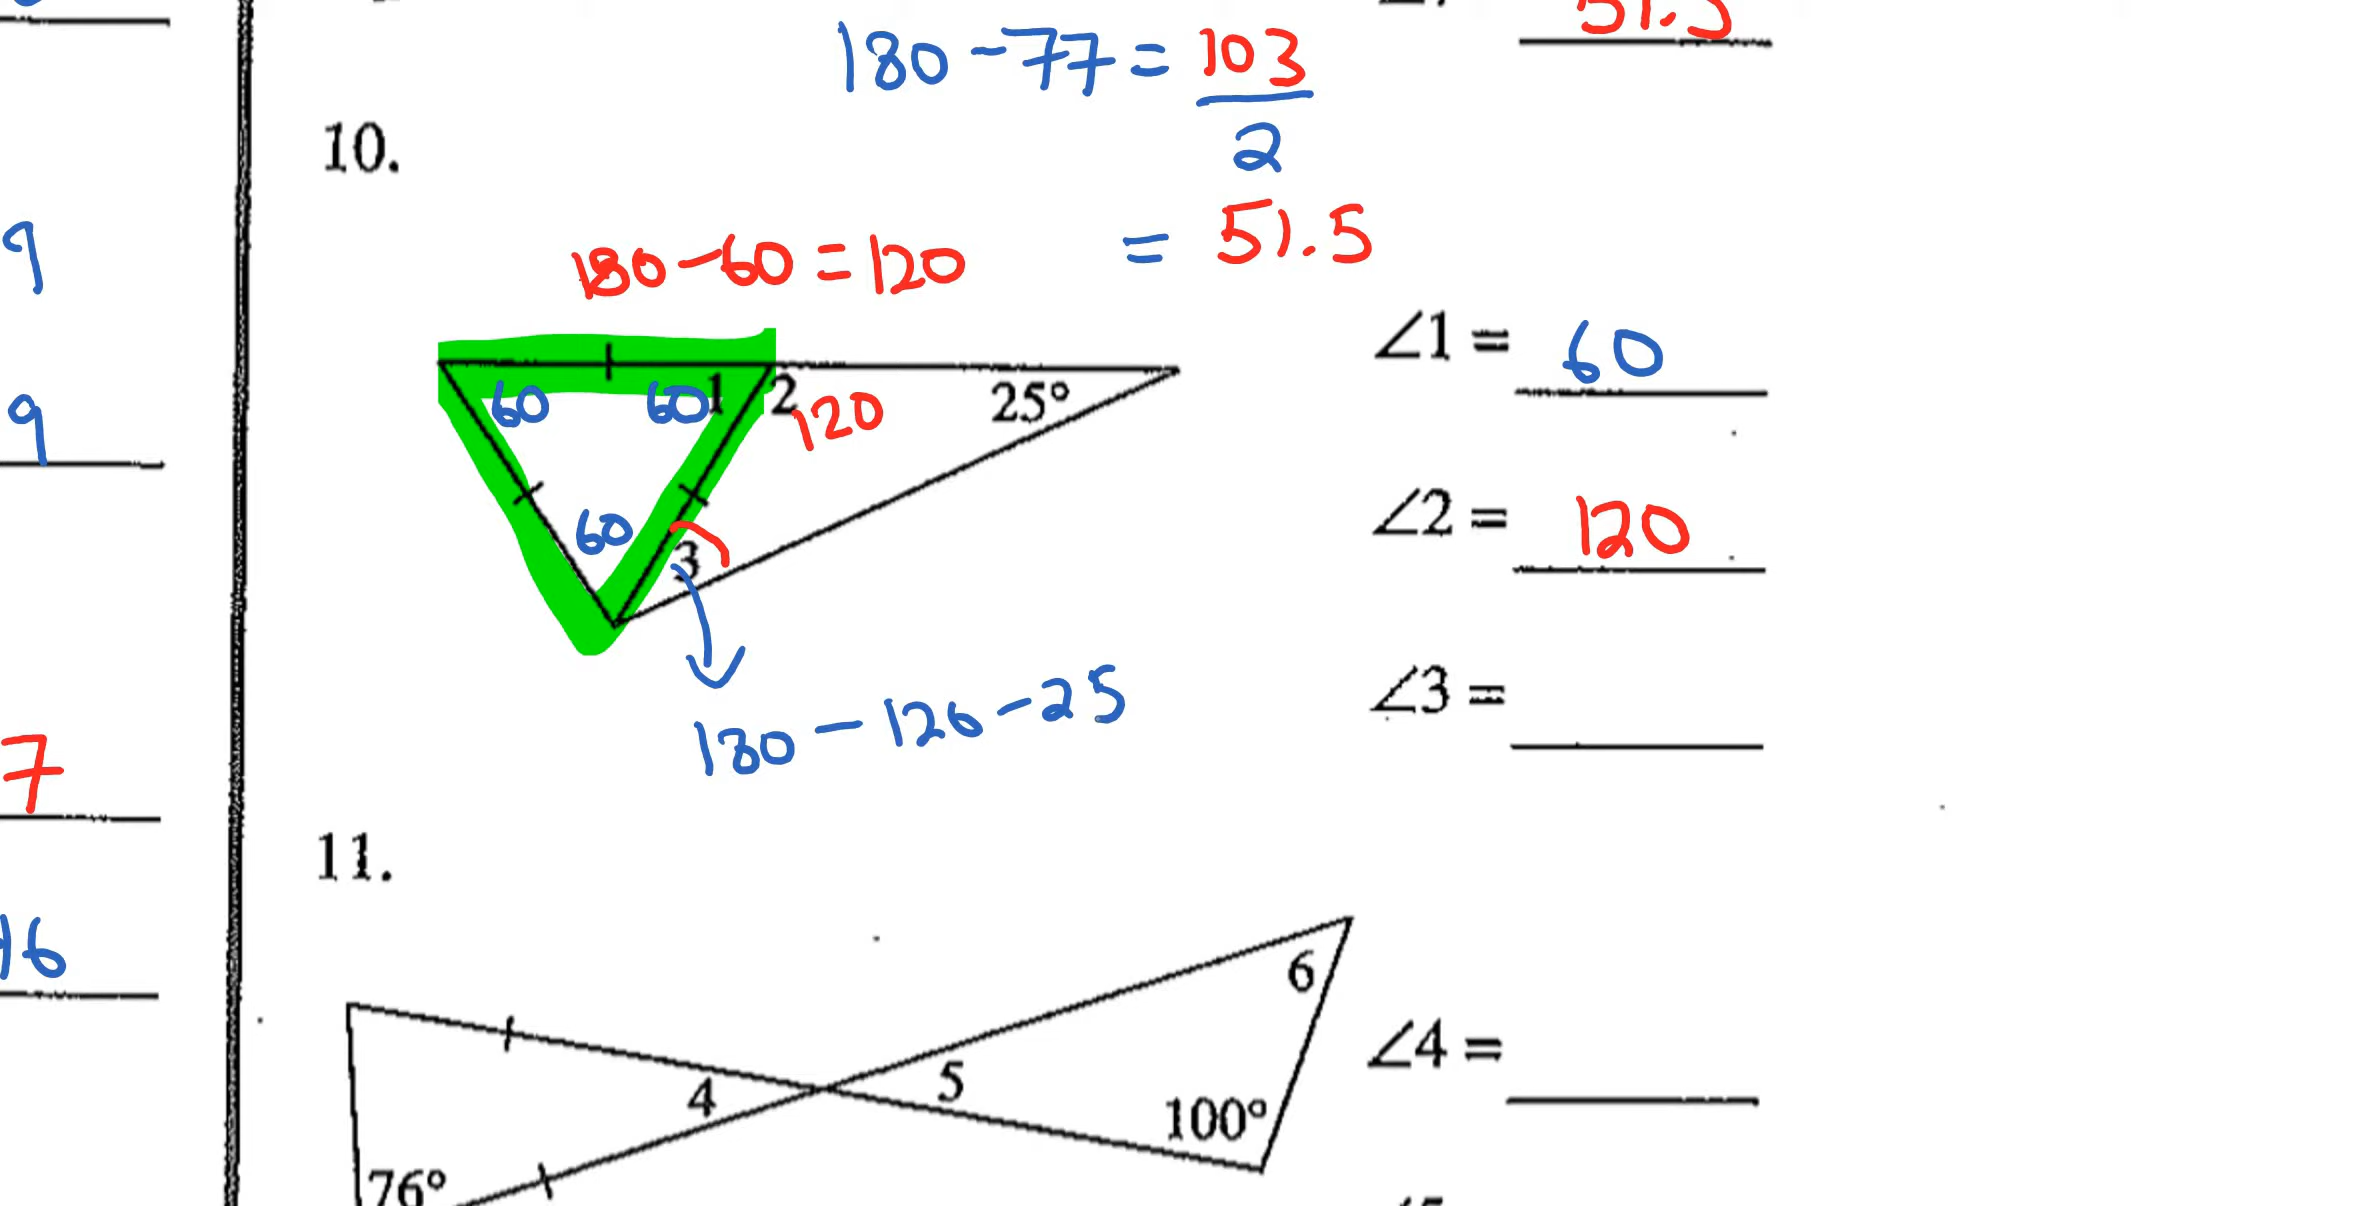 180 - 77 = 103
2
= 51.5
51.5
10.
180 - 60 = 120
60 60 1 2 120 25°
60 3
180 - 120 - 25
∠1 = 60
∠2 = 120
∠3 =
9
9
7
16
11.
4 5 6
76° 100°
∠4 =